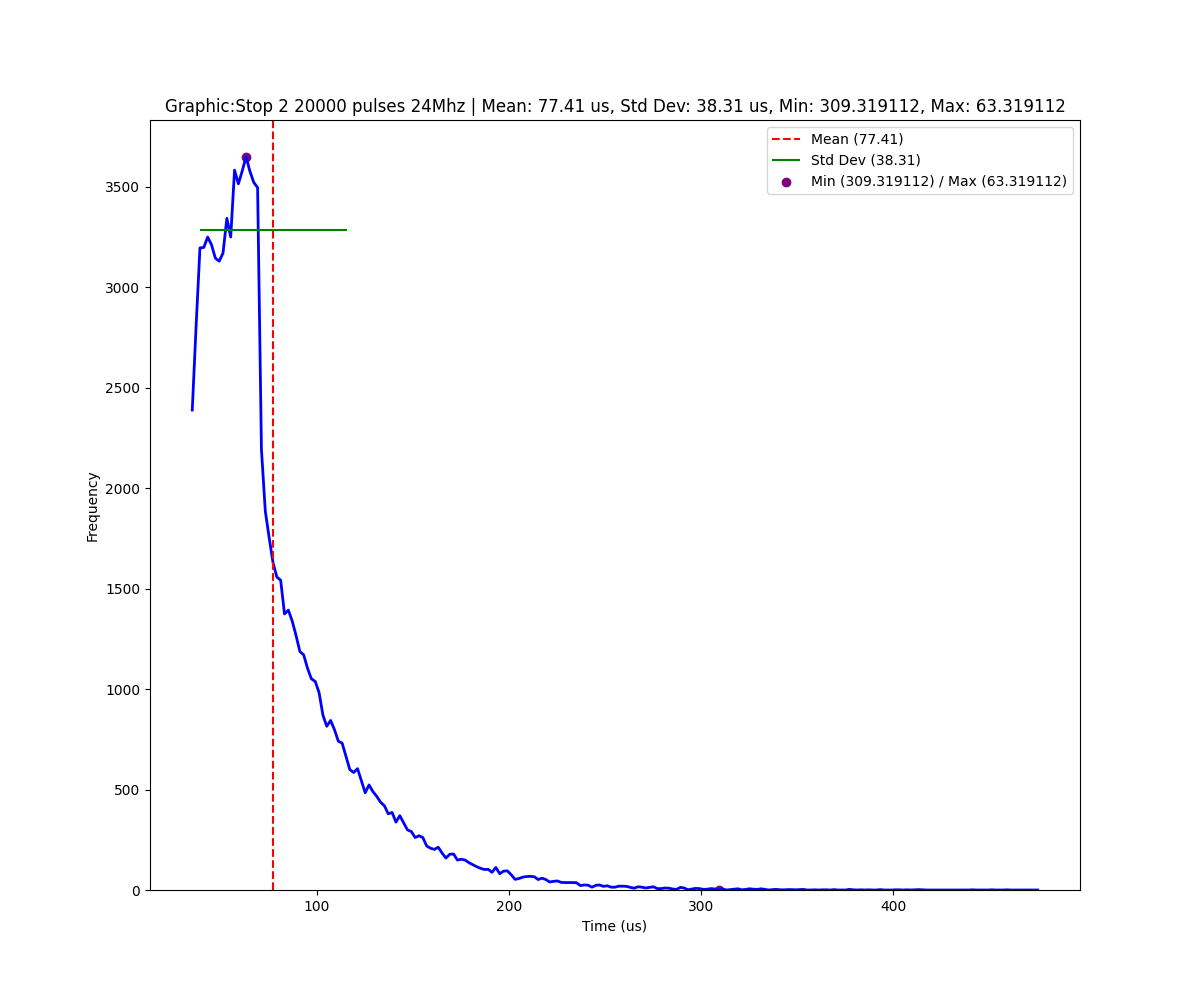 Graphic:Stop 2 20000 pulses 24Mhz | Mean: 77.41 us, Std Dev: 38.31 us, Min: 309.319112, Max: 63.319112
Mean (77.41)
Std Dev (38.31)
Min (309.319112) / Max (63.319112)
Frequency
3500
3000
2500
2000
1500
1000
500
0
100 200 300 400
Time (us)